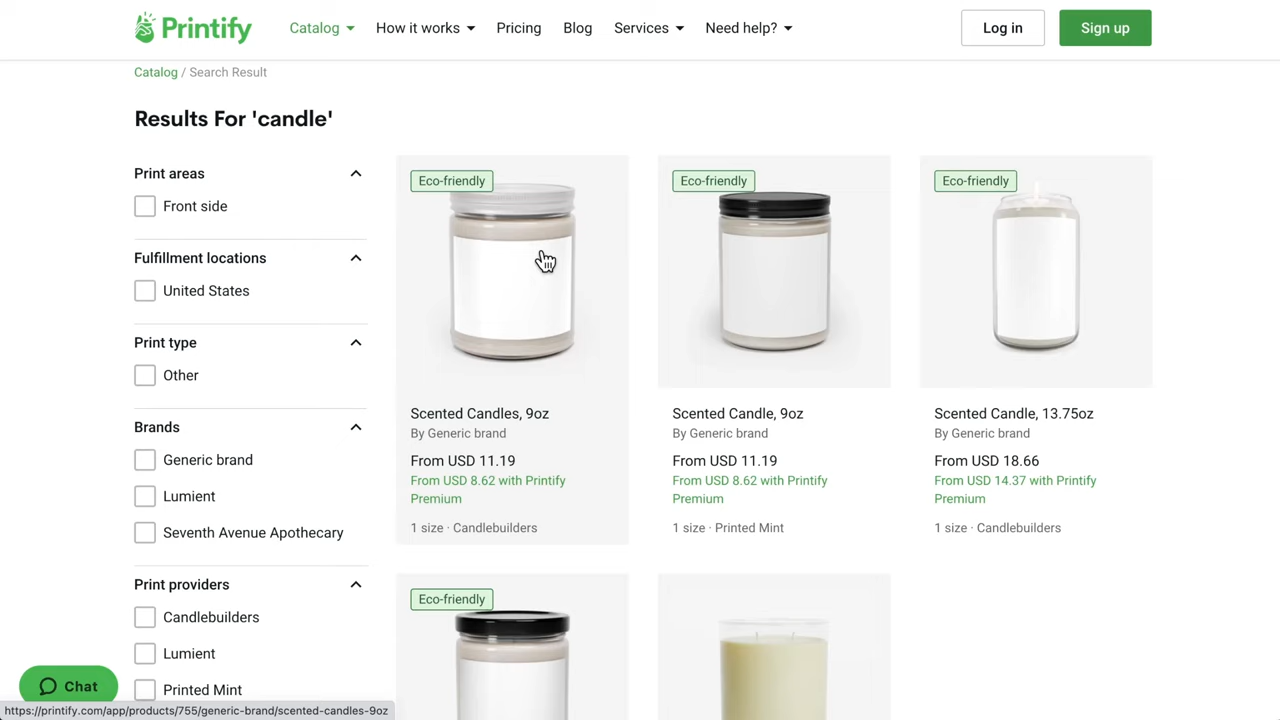 Printify
Catalog
How it works
Pricing
Blog
Services
Need help?
Log in
Sign up
Catalog / Search Result
Results For 'candle'
Print areas
Front side
Fulfillment locations
United States
Print type
Other
Brands
Generic brand
Lumient
Seventh Avenue Apothecary
Print providers
Candlebuilders
Lumient
Printed Mint
Eco-friendly
Scented Candles, 9oz
By Generic brand
From USD 11.19
From USD 8.62 with Printify
Premium
1 size · Candlebuilders
Eco-friendly
Scented Candle, 9oz
By Generic brand
From USD 11.19
From USD 8.62 with Printify
Premium
1 size · Printed Mint
Eco-friendly
Scented Candle, 13.75oz
By Generic brand
From USD 18.66
From USD 14.37 with Printify
Premium
1 size · Candlebuilders
Eco-friendly
Chat
https://printify.com/app/products/755/generic-brand/scented-candles-9oz